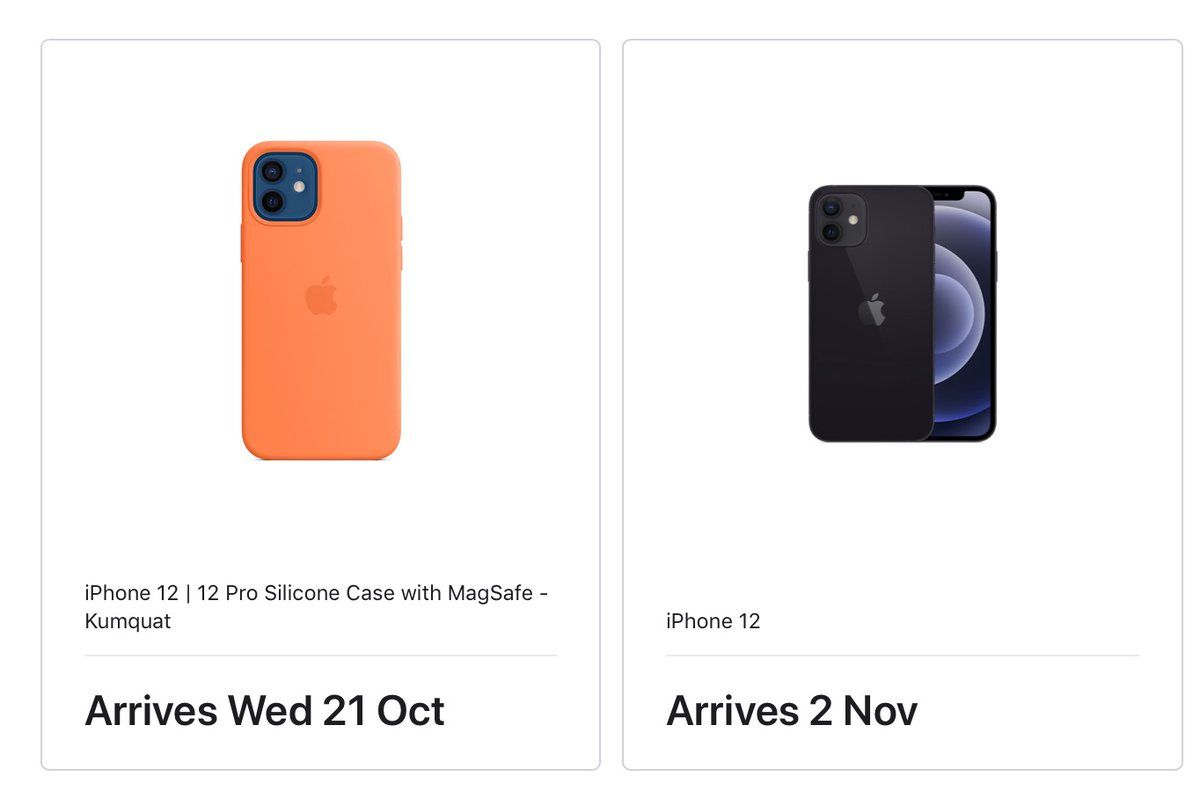 iPhone 12 | 12 Pro Silicone Case with MagSafe -
Kumquat
Arrives Wed 21 Oct
iPhone 12
Arrives 2 Nov